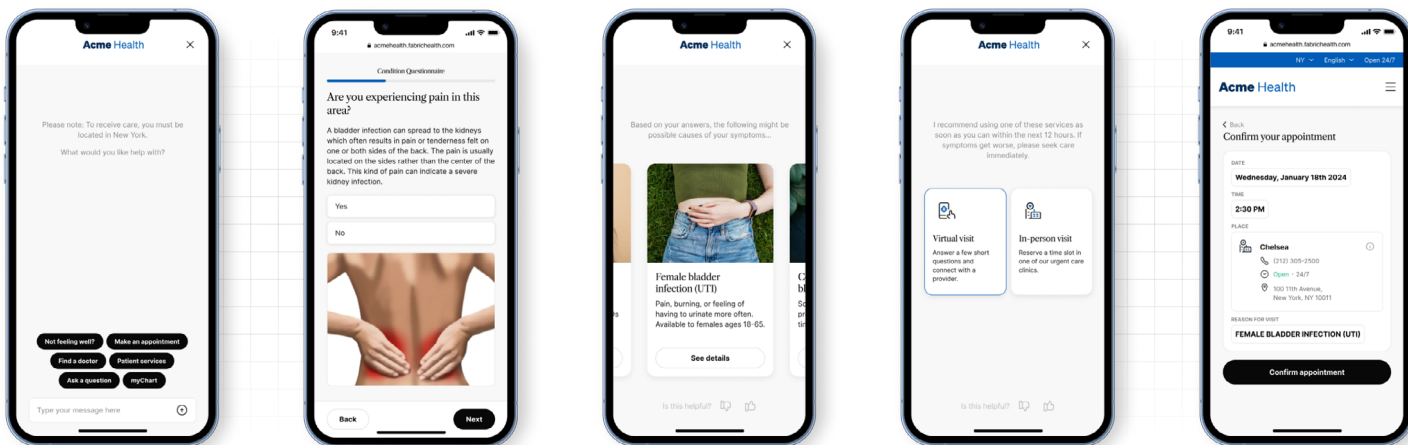 Acme Health
Please note: To receive care, you must be
located in New York.
What would you like help with?
Not feeling well?
Make an appointment
Find a doctor
Patient services
Ask a question
myChart
Type your message here
9:41
acmehealth.fabrichealth.com
Condition Questionnaire
Are you experiencing pain in this
area?
A bladder infection can spread to the kidneys
which often results in pain or tenderness felt on
one or both sides of the back. The pain is usually
located on the sides rather than the center of the
back. This kind of pain can indicate a severe
kidney infection.
Yes
No
Back
Next
Acme Health
Based on your answers, the following might be
possible causes of your symptoms...
Female bladder
infection (UTI)
Pain, burning, or feeling of
having to urinate more often.
Available to females ages 18-65.
See details
Is this helpful?
Acme Health
I recommend using one of these services as
soon as you can within the next 12 hours. If
symptoms get worse, please seek care
immediately.
Virtual visit
Answer a few short
questions and
connect with a
provider.
In-person visit
Reserve a time slot in
one of our urgent care
clinics.
Is this helpful?
9:41
acmehealth.fabrichealth.com
NY
English
Open 24/7
Acme Health
Back
Confirm your appointment
DATE
Wednesday, January 18th 2024
TIME
2:30 PM
PLACE
Chelsea
(212) 305-2500
Open - 24/7
100 11th Avenue,
New York, NY 10011
REASON FOR VISIT
FEMALE BLADDER INFECTION (UTI)
Confirm appointment